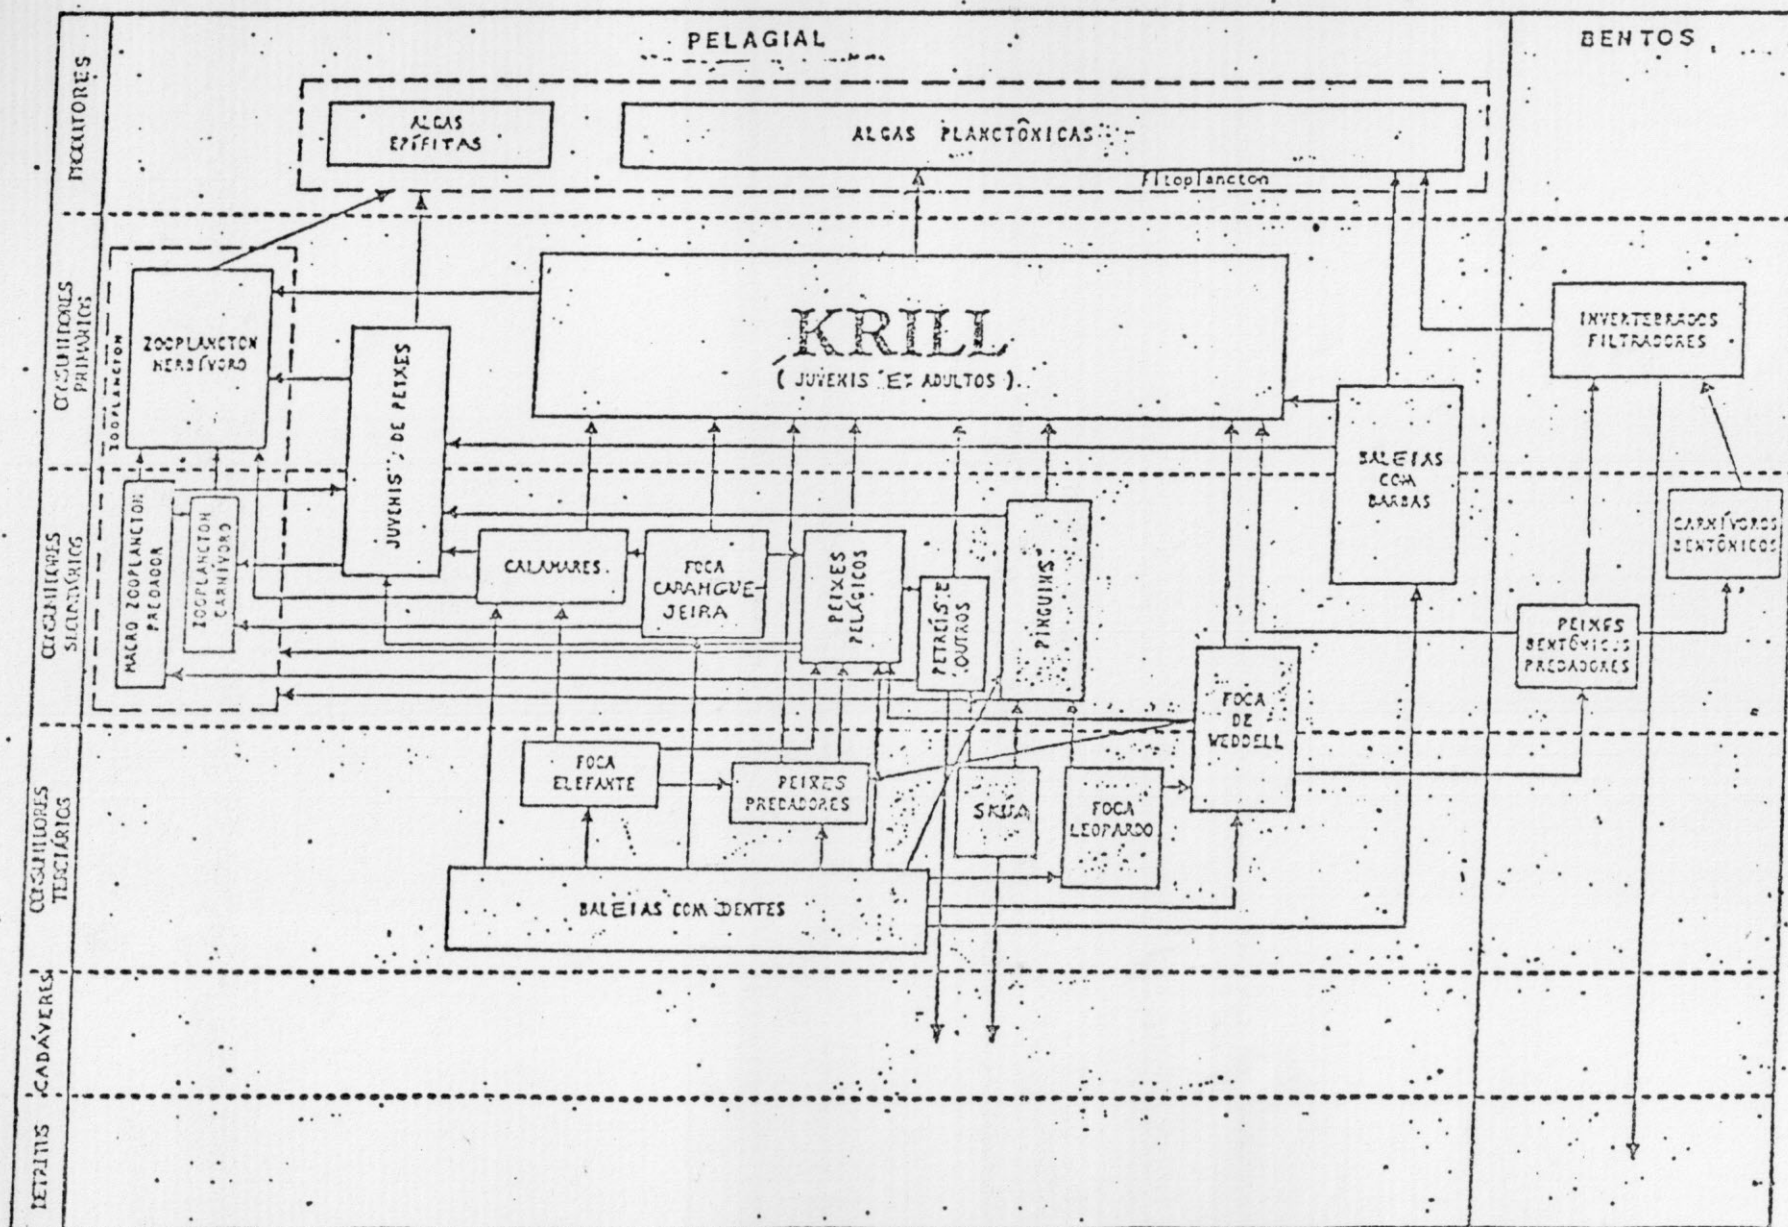 PELAGIAL
BENTOS
PRODUTORES
ALGAS
EPÍFITAS
ALGAS PLANCTÔNICAS
Fitoplancton
CONSUMIDORES
PRIMÁRIOS
ZOOPLANCTON
ZOOPLANCTON
HERBÍVORO
JUVENIS DE PEIXES
KRILL
( JUVENIS E ADULTOS )
BALEIAS
COM
BARBAS
INVERTEBRADOS
FILTRADORES
CONSUMIDORES
SECUNDÁRIOS
MACRO ZOOPLANCTON
PREDADOR
ZOOPLANCTON
CARNÍVORO
CALAMARES
FOCA
CARANGUE-
JEIRA
PEIXES
PELÁGICOS
PETRÉIS E
OUTROS
PINGUINS
CARNÍVOROS
BENTÔNICOS
PEIXES
BENTÔNICOS
PREDADORES
FOCA
DE
WEDDELL
CONSUMIDORES
TERCIÁRIOS
FOCA
ELEFANTE
PEIXES
PREDADORES
SKUA
FOCA
LEOPARDO
BALEIAS COM DENTES
CADÁVERES
DETRITUS